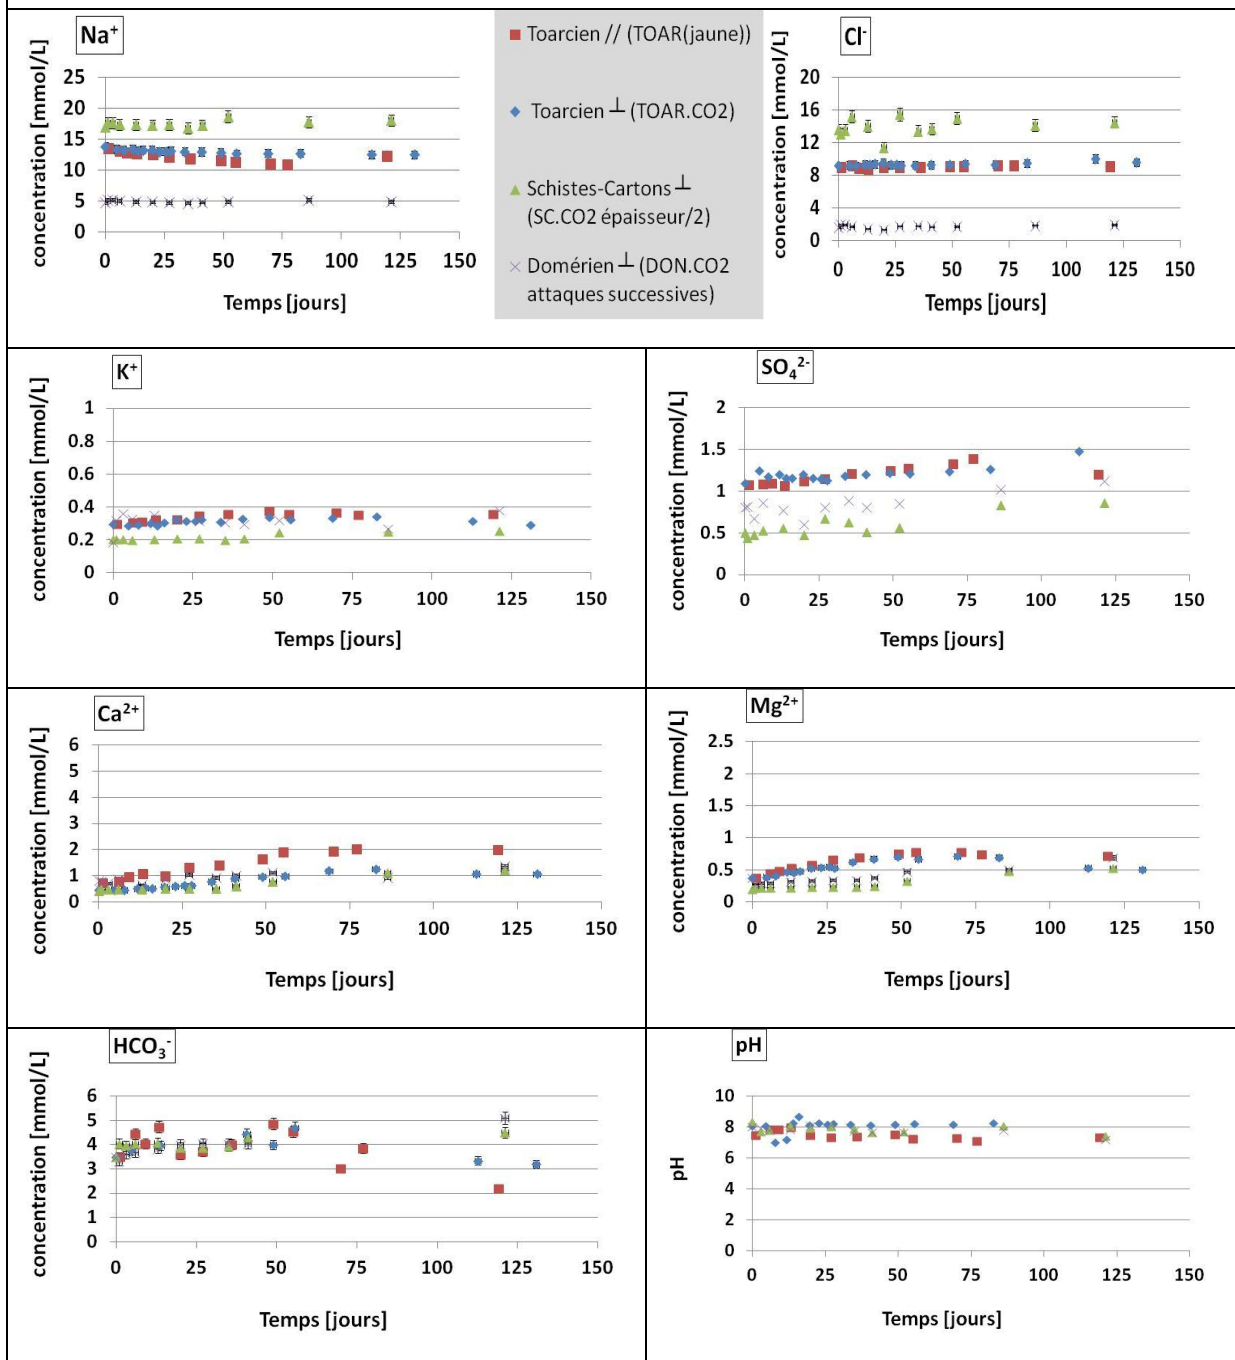 Na+
concentration [mmol/L]
25
20
15
10
5
0
0 25 50 75 100 125 150
Temps [jours]
Toarcien // (TOAR(jaune))
Toarcien ⊥ (TOAR.CO2)
Schistes-Cartons ⊥
(SC.CO2 épaisseur/2)
Domérien ⊥ (DON.CO2
attaques successives)
Cl-
concentration [mmol/L]
20
16
12
8
4
0
0 25 50 75 100 125 150
Temps [jours]
K+
concentration [mmol/L]
1
0.8
0.6
0.4
0.2
0
0 25 50 75 100 125 150
Temps [jours]
SO₄²⁻
concentration [mmol/L]
2
1.5
1
0.5
0
0 25 50 75 100 125 150
Temps [jours]
Ca²⁺
concentration [mmol/L]
6
5
4
3
2
1
0
0 25 50 75 100 125 150
Temps [jours]
Mg²⁺
concentration [mmol/L]
2.5
2
1.5
1
0.5
0
0 25 50 75 100 125 150
Temps [jours]
HCO₃⁻
concentration [mmol/L]
6
5
4
3
2
1
0
0 25 50 75 100 125 150
Temps [jours]
pH
pH
10
8
6
4
2
0
0 25 50 75 100 125 150
Temps [jours]